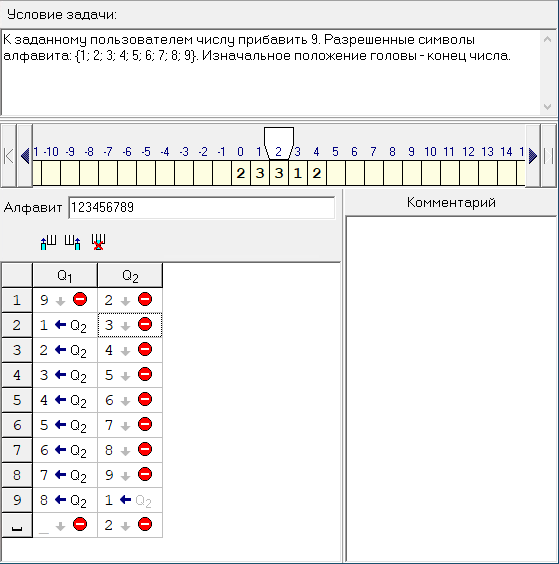 Условие задачи:
К заданному пользователем числу прибавить 9. Разрешенные символы
алфавита: {1; 2; 3; 4; 5; 6; 7; 8; 9}. Изначальное положение головы - конец числа.
1 -10 -9 -8 -7 -6 -5 -4 -3 -2 -1 0 1 2 3 4 5 6 7 8 9 10 11 12 13 14 1
2 3 3 1 2
Алфавит 123456789
Комментарий
Q1 Q2
1 9 2
2 1 Q2 3
3 2 Q2 4
4 3 Q2 5
5 4 Q2 6
6 5 Q2 7
7 6 Q2 8
8 7 Q2 9
9 8 Q2 1 Q2
_ 2